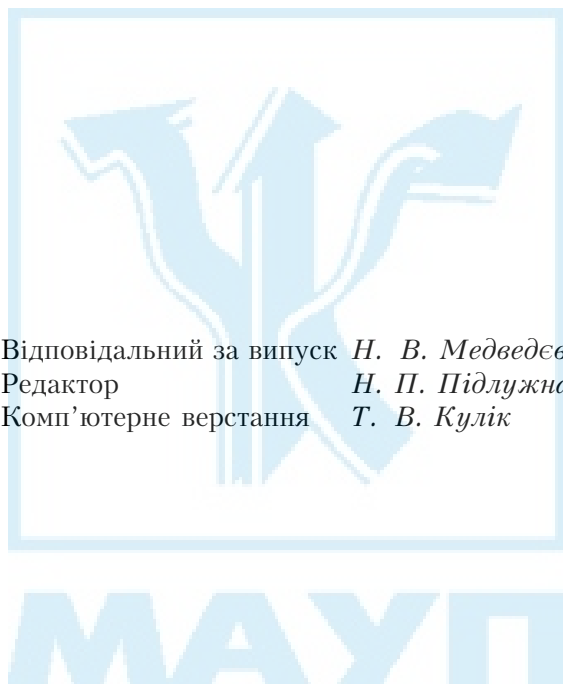 Відповідальний за випуск Н. В. Медведєв
Редактор Н. П. Підлужна
Комп’ютерне верстання Т. В. Кулік
МАУП